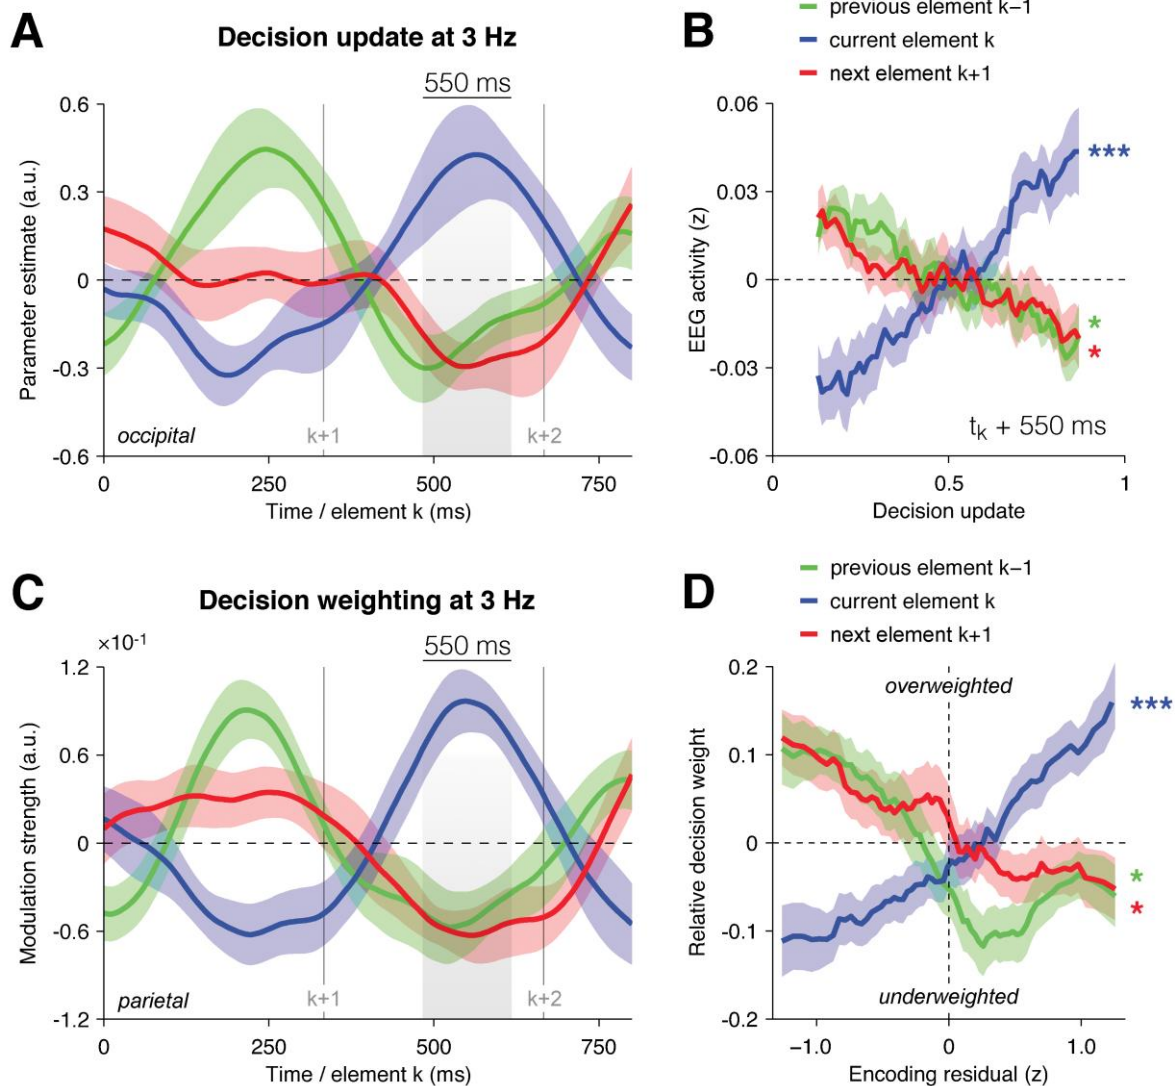 A
Decision update at 3 Hz
550 ms
0.6
0.3
0
-0.3
-0.6
Parameter estimate (a.u.)
occipital
k+1
k+2
0
250
500
750
Time / element k (ms)
B
previous element k−1
current element k
next element k+1
0.06
0.03
0
-0.03
-0.06
EEG activity (z)
***
*
*
tk + 550 ms
0
0.5
1
Decision update
C
Decision weighting at 3 Hz
×10-1
550 ms
1.2
0.6
0
-0.6
-1.2
Modulation strength (a.u.)
parietal
k+1
k+2
0
250
500
750
Time / element k (ms)
D
previous element k−1
current element k
next element k+1
0.2
0.1
0
-0.1
-0.2
Relative decision weight
overweighted
underweighted
***
*
*
−1.0
0
1.0
Encoding residual (z)